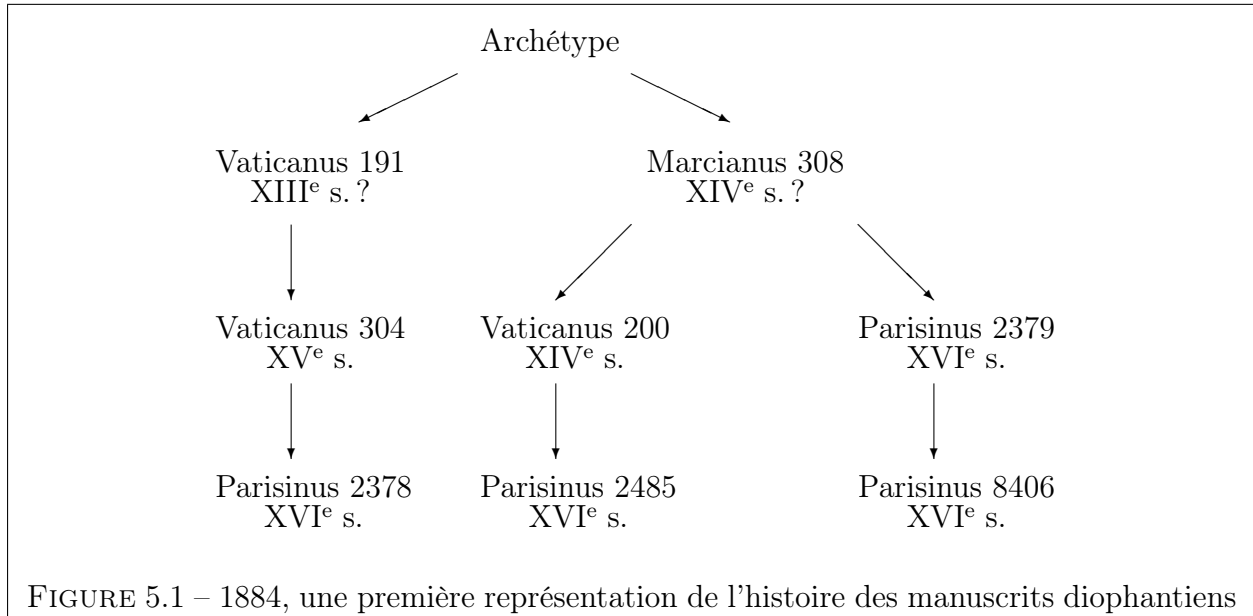 Archétype
Vaticanus 191
XIIIe s. ?
Marcianus 308
XIVe s. ?
Vaticanus 304
XVe s.
Vaticanus 200
XIVe s.
Parisinus 2379
XVIe s.
Parisinus 2378
XVIe s.
Parisinus 2485
XVIe s.
Parisinus 8406
XVIe s.
FIGURE 5.1 – 1884, une première représentation de l'histoire des manuscrits diophantiens